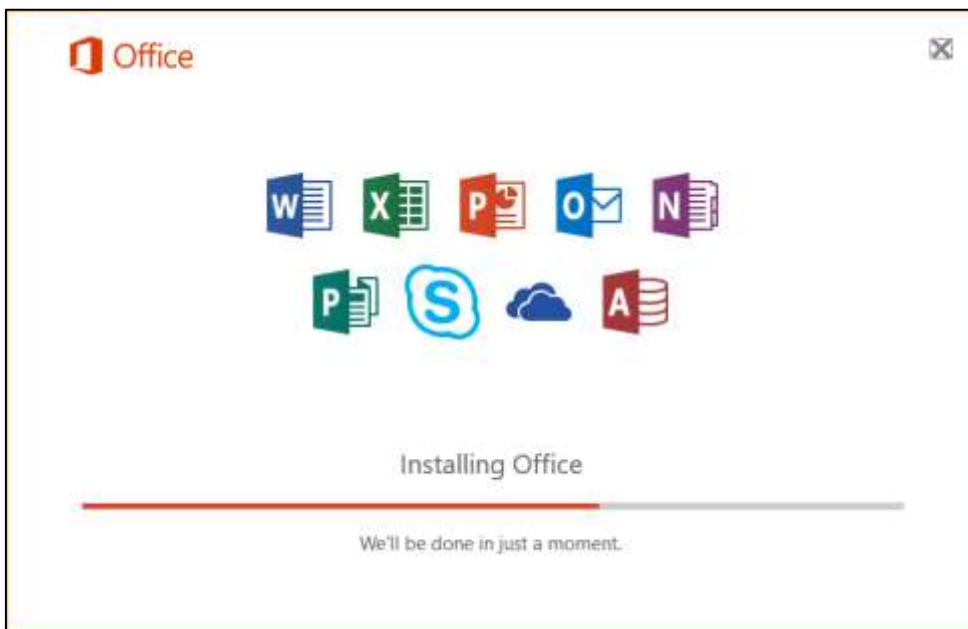 Office
W X P O N
P S A
Installing Office
We'll be done in just a moment.